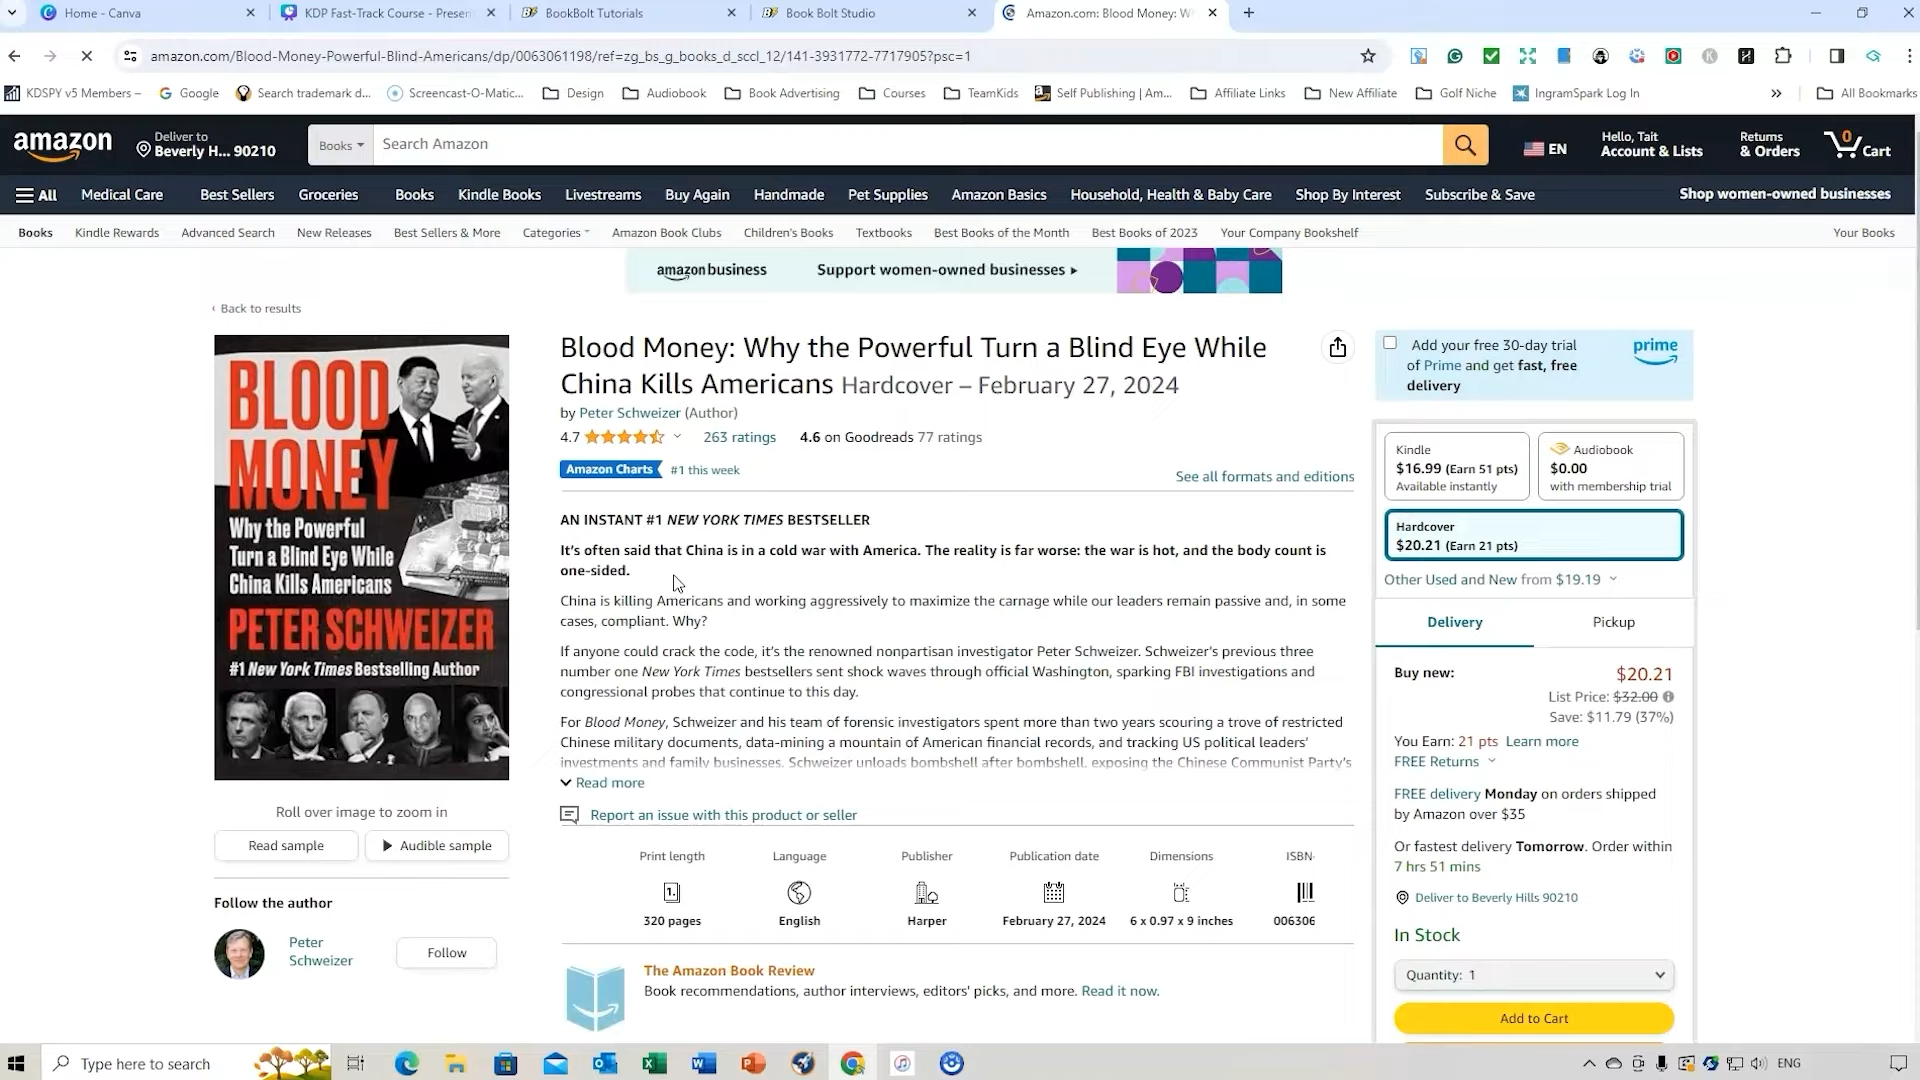 Home - Canva
KDP Fast-Track Course - Presen
BookBolt Tutorials
Book Bolt Studio
Amazon.com: Blood Money: W
amazon.com/Blood-Money-Powerful-Blind-Americans/dp/0063061198/ref=zg_bs_g_books_d_sccl_12/141-3931772-7717905?psc=1
KDSPY v5 Members –
Google
Search trademark d...
Screencast-O-Matic...
Design
Audiobook
Book Advertising
Courses
TeamKids
Self Publishing | Am...
Affiliate Links
New Affiliate
Golf Niche
IngramSpark Log In
»
All Bookmarks
amazon
Deliver to
Beverly H... 90210
Books
Search Amazon
EN
Hello, Tait
Account & Lists
Returns
& Orders
0
Cart
All
Medical Care
Best Sellers
Groceries
Books
Kindle Books
Livestreams
Buy Again
Handmade
Pet Supplies
Amazon Basics
Household, Health & Baby Care
Shop By Interest
Subscribe & Save
Shop women-owned businesses
Books
Kindle Rewards
Advanced Search
New Releases
Best Sellers & More
Categories
Amazon Book Clubs
Children's Books
Textbooks
Best Books of the Month
Best Books of 2023
Your Company Bookshelf
Your Books
amazon business
Support women-owned businesses
‹ Back to results
BLOOD
MONEY
Why the Powerful
Turn a Blind Eye While
China Kills Americans
PETER SCHWEIZER
#1 New York Times Bestselling Author
Roll over image to zoom in
Read sample
Audible sample
Follow the author
Peter
Schweizer
Follow
Blood Money: Why the Powerful Turn a Blind Eye While
China Kills Americans Hardcover – February 27, 2024
by Peter Schweizer (Author)
4.7
263 ratings
4.6 on Goodreads 77 ratings
Amazon Charts
#1 this week
See all formats and editions
AN INSTANT #1 NEW YORK TIMES BESTSELLER
It's often said that China is in a cold war with America. The reality is far worse: the war is hot, and the body count is
one-sided.
China is killing Americans and working aggressively to maximize the carnage while our leaders remain passive and, in some
cases, compliant. Why?
If anyone could crack the code, it's the renowned nonpartisan investigator Peter Schweizer. Schweizer's previous three
number one New York Times bestsellers sent shock waves through official Washington, sparking FBI investigations and
congressional probes that continue to this day.
For Blood Money, Schweizer and his team of forensic investigators spent more than two years scouring a trove of restricted
Chinese military documents, data-mining a mountain of American financial records, and tracking US political leaders'
investments and family businesses. Schweizer unloads bombshell after bombshell, exposing the Chinese Communist Party's
Read more
Report an issue with this product or seller
Print length
Language
Publisher
Publication date
Dimensions
ISBN-
320 pages
English
Harper
February 27, 2024
6 x 0.97 x 9 inches
006306
The Amazon Book Review
Book recommendations, author interviews, editors' picks, and more. Read it now.
Add your free 30-day trial
of Prime and get fast, free
delivery
prime
Kindle
$16.99 (Earn 51 pts)
Available instantly
Audiobook
$0.00
with membership trial
Hardcover
$20.21 (Earn 21 pts)
Other Used and New from $19.19
Delivery
Pickup
Buy new:
$20.21
List Price: $32.00
Save: $11.79 (37%)
You Earn: 21 pts Learn more
FREE Returns
FREE delivery Monday on orders shipped
by Amazon over $35
Or fastest delivery Tomorrow. Order within
7 hrs 51 mins
Deliver to Beverly Hills 90210
In Stock
Quantity: 1
Add to Cart
Type here to search
ENG